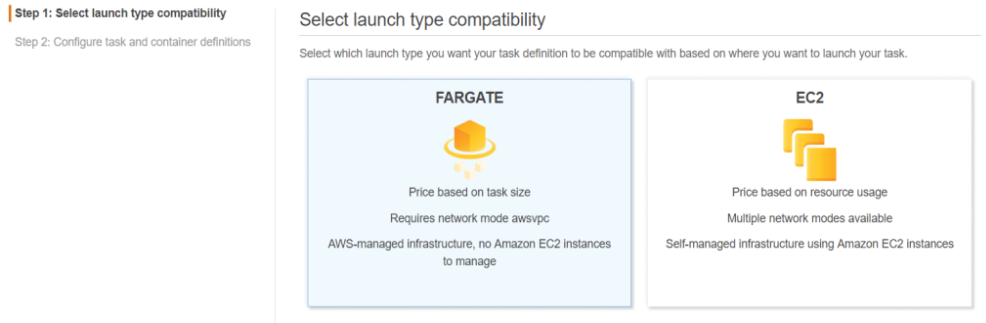 Step 1: Select launch type compatibility
Step 2: Configure task and container definitions
Select launch type compatibility
Select which launch type you want your task definition to be compatible with based on where you want to launch your task.
FARGATE
Price based on task size
Requires network mode awsvpc
AWS-managed infrastructure, no Amazon EC2 instances
to manage
EC2
Price based on resource usage
Multiple network modes available
Self-managed infrastructure using Amazon EC2 instances